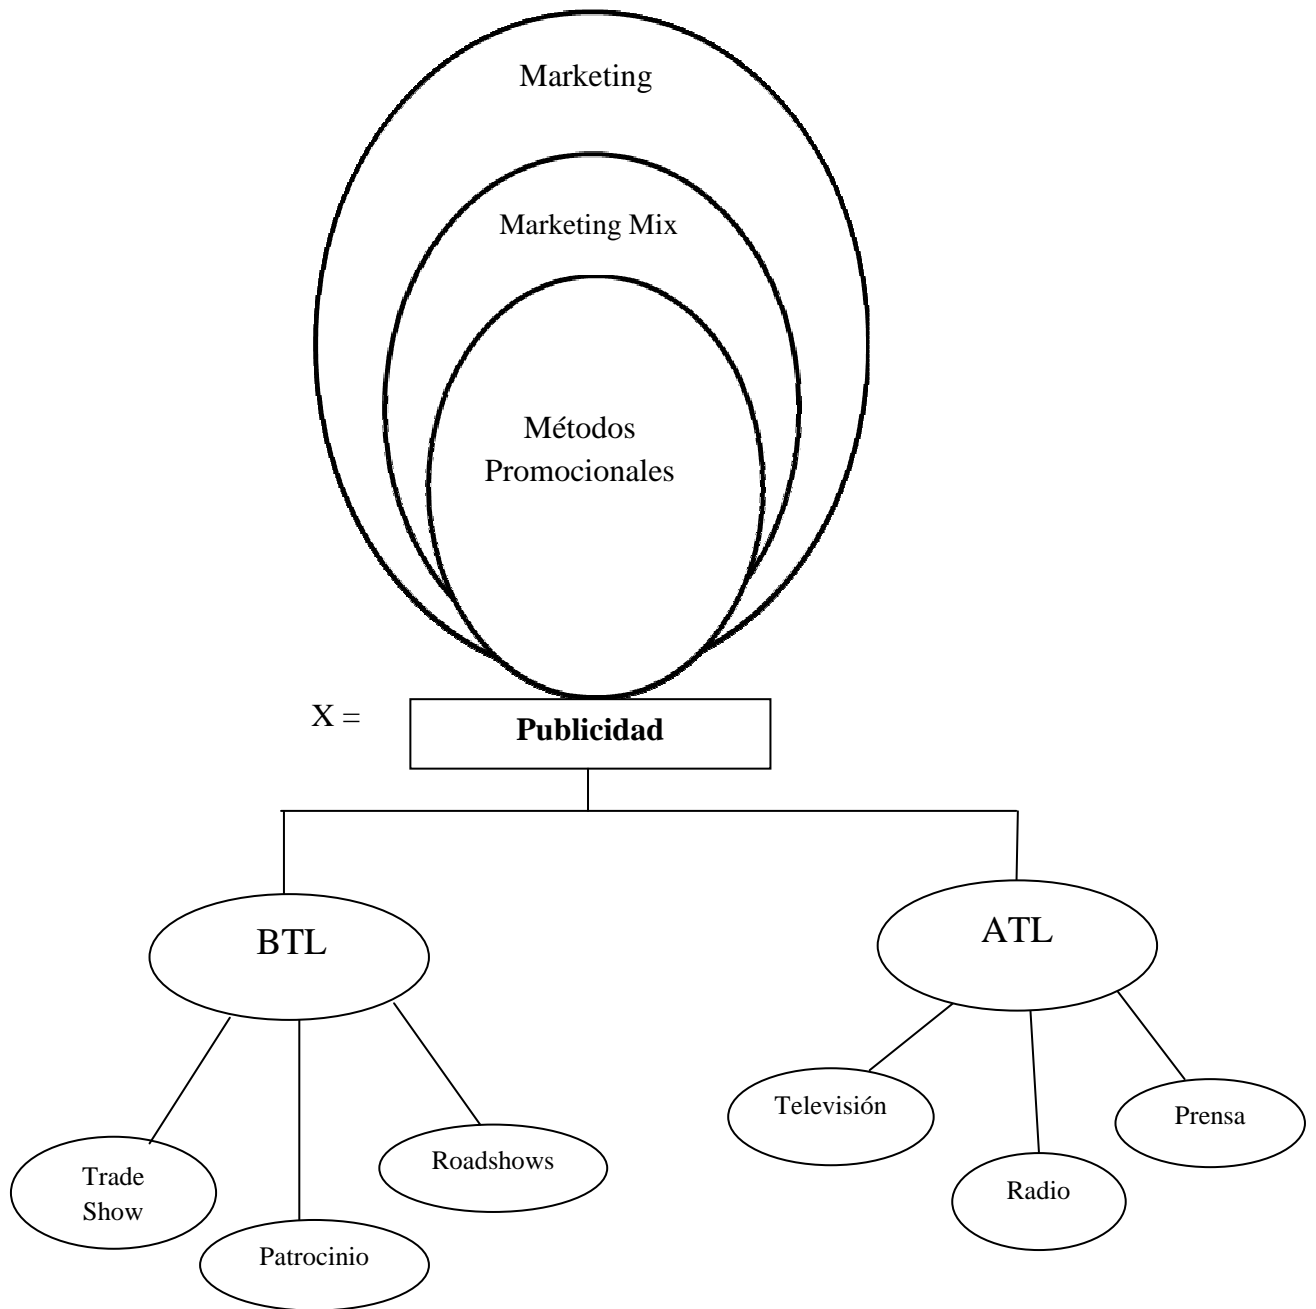 Marketing
Marketing Mix
Métodos
Promocionales
X =
Publicidad
BTL
ATL
Trade
Show
Patrocinio
Roadshows
Televisión
Radio
Prensa